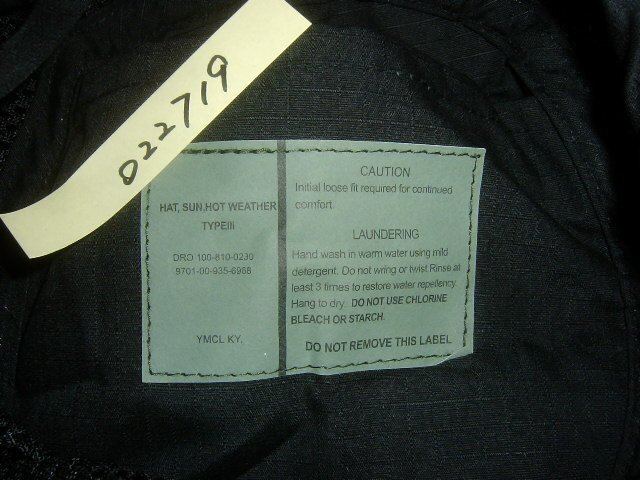 022719
HAT, SUN.HOT WEATHER
TYPEIii
DRO 100-810-0230
9701-00-935-6968
YMCL KY,
CAUTION
Initial loose fit required for continued
comfort.
LAUNDERING
Hand wash in warm water using mild
detergent. Do not wring or twist Rinse at
least 3 times to restore water repellency.
Hang to dry. DO NOT USE CHLORINE
BLEACH OR STARCH.
DO NOT REMOVE THIS LABEL